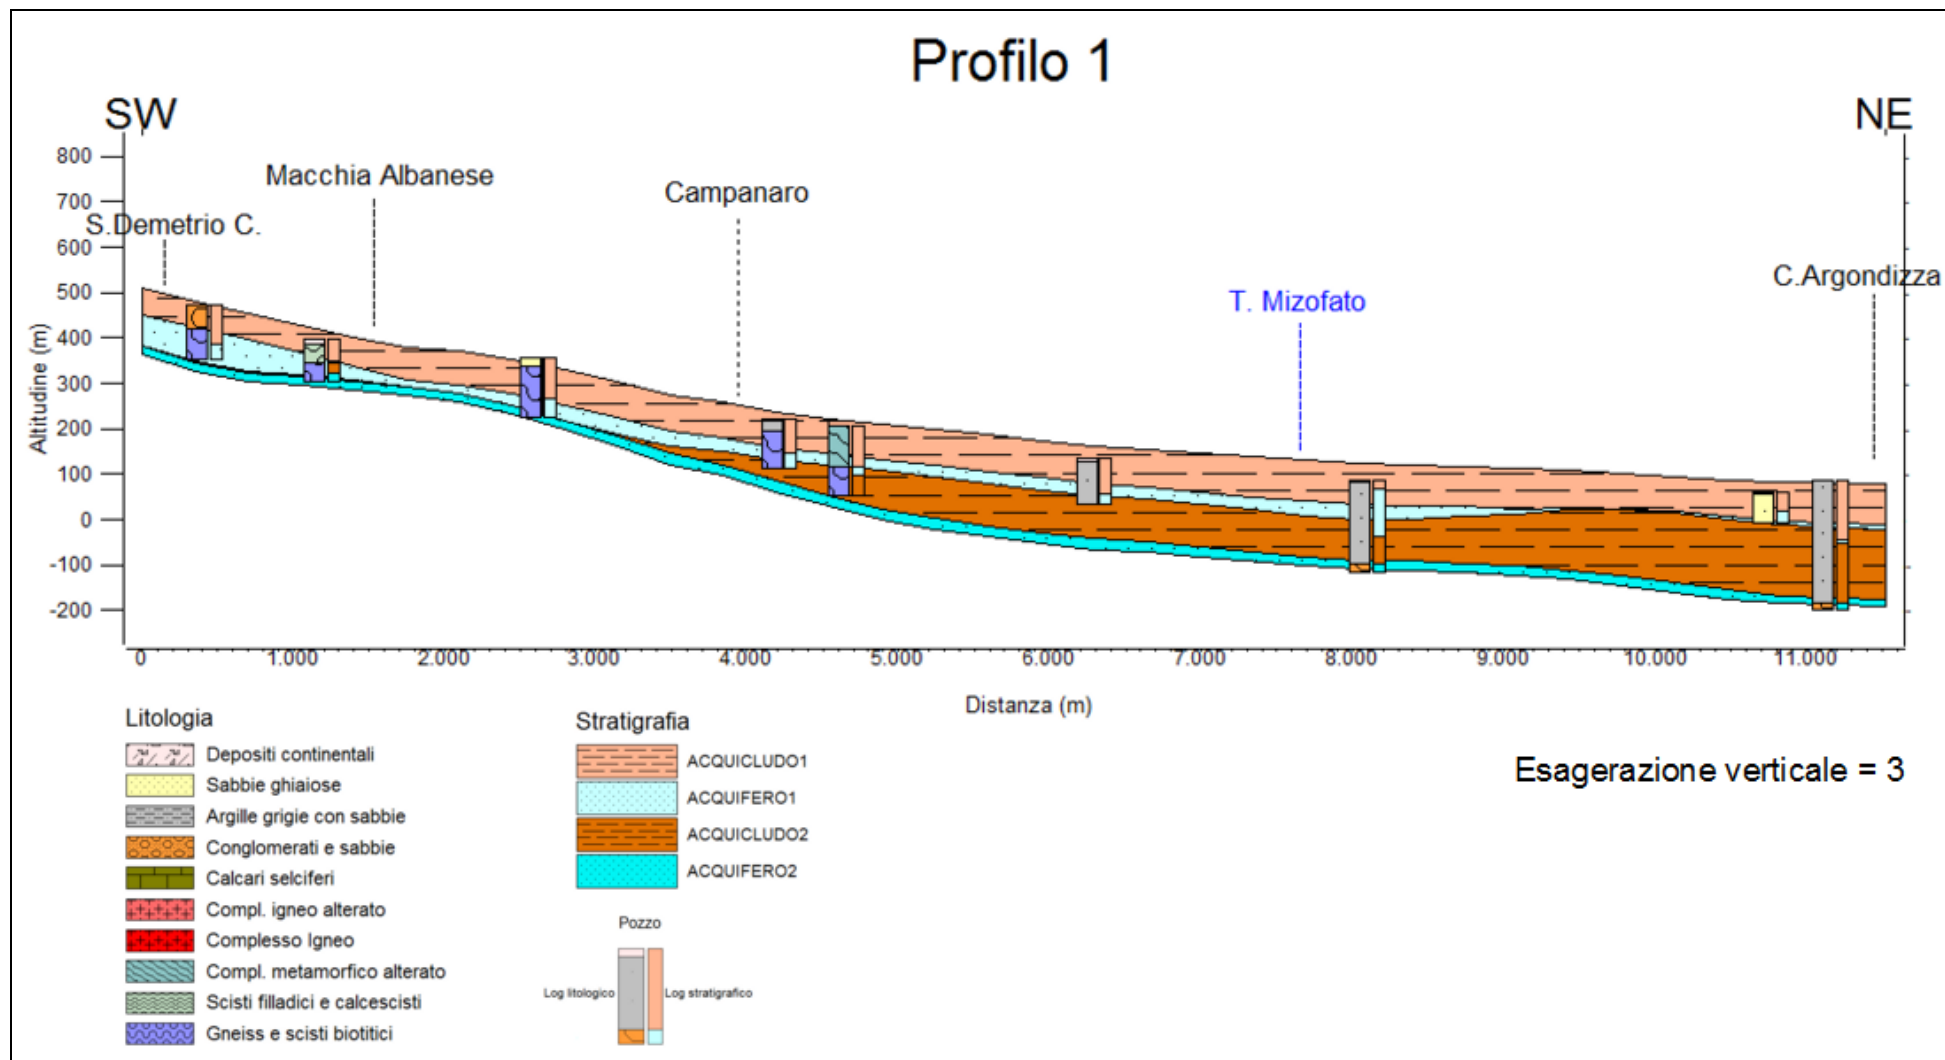 Profilo 1
SW
NE
800
700
600
500
400
300
200
100
0
-100
-200
Altitudine (m)
S.Demetrio C.
Macchia Albanese
Campanaro
T. Mizofato
C.Argondizza
0
1.000
2.000
3.000
4.000
5.000
6.000
7.000
8.000
9.000
10.000
11.000
Distanza (m)
Litologia
Depositi continentali
Sabbie ghiaiose
Argille grigie con sabbie
Conglomerati e sabbie
Calcari selciferi
Compl. igneo alterato
Complesso Igneo
Compl. metamorfico alterato
Scisti filladici e calcescisti
Gneiss e scisti biotitici
Stratigrafia
ACQUICLUDO1
ACQUIFERO1
ACQUICLUDO2
ACQUIFERO2
Pozzo
Log litologico
Log stratigrafico
Esagerazione verticale = 3